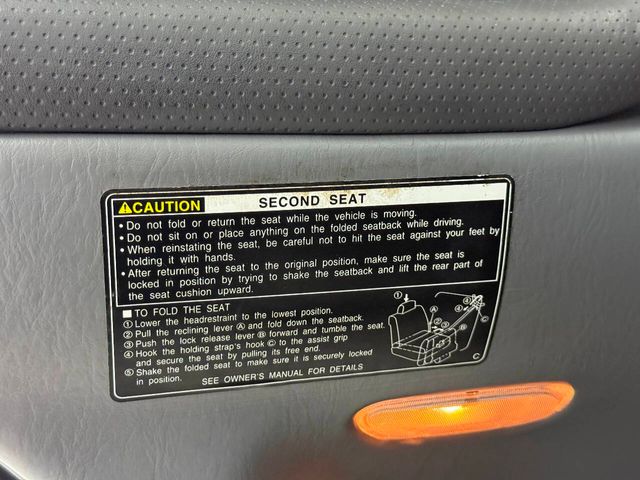 ⚠CAUTION SECOND SEAT
• Do not fold or return the seat while the vehicle is moving.
• Do not sit on or place anything on the folded seatback while driving.
• When reinstating the seat, be careful not to hit the seat against your feet by
holding it with hands.
• After returning the seat to the original position, make sure the seat is
locked in position by trying to shake the seatback and lift the rear part of
the seat cushion upward.
■ TO FOLD THE SEAT
① Lower the headrestraint to the lowest position.
② Pull the reclining lever Ⓐ and fold down the seatback.
③ Push the lock release lever Ⓑ forward and tumble the seat.
④ Hook the holding strap's hook Ⓒ to the assist grip
and secure the seat by pulling its free end.
⑤ Shake the folded seat to make sure it is securely locked
in position.
SEE OWNER'S MANUAL FOR DETAILS
C